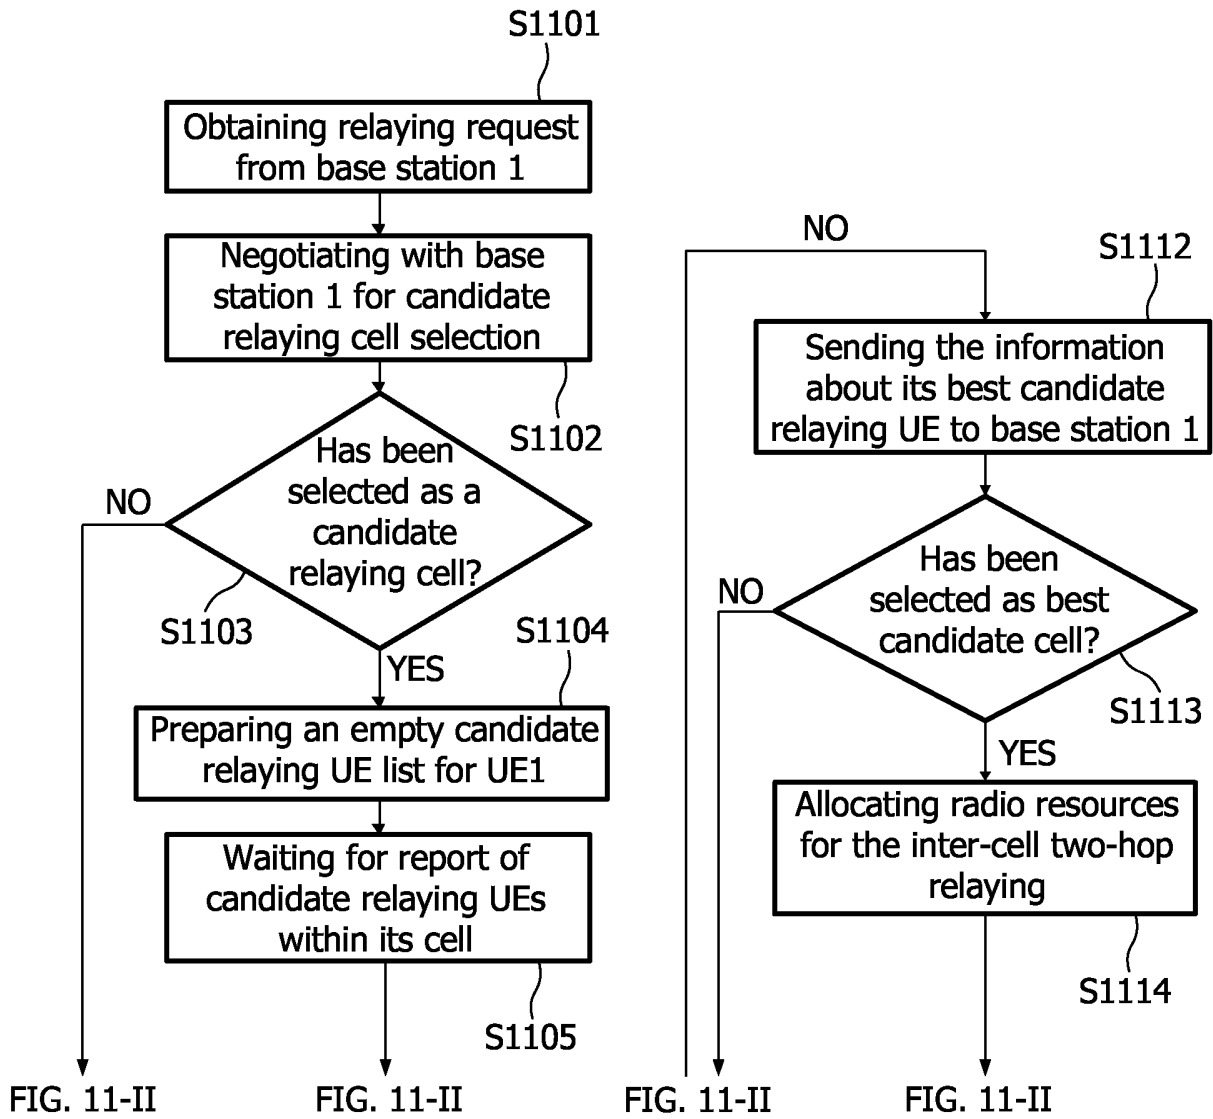 S1101
Obtaining relaying request
from base station 1
Negotiating with base
station 1 for candidate
relaying cell selection
S1102
Has been
selected as a
candidate
relaying cell?
NO
S1103
YES
S1104
Preparing an empty candidate
relaying UE list for UE1
Waiting for report of
candidate relaying UEs
within its cell
S1105
FIG. 11-II
FIG. 11-II
NO
S1112
Sending the information
about its best candidate
relaying UE to base station 1
Has been
selected as best
candidate cell?
NO
S1113
YES
Allocating radio resources
for the inter-cell two-hop
relaying
S1114
FIG. 11-II
FIG. 11-II